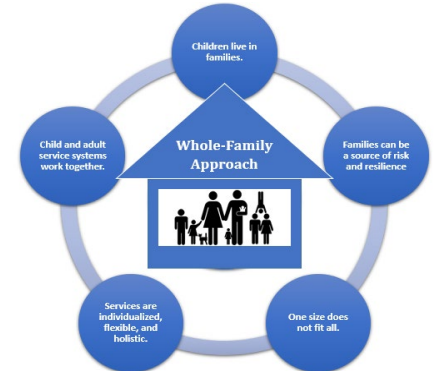 Children live in
families.
Whole-Family
Approach
Child and adult
service systems
work together.
Families can be
a source of risk
and resilience
Services are
individualized,
flexible, and
holistic.
One size does
not fit all.